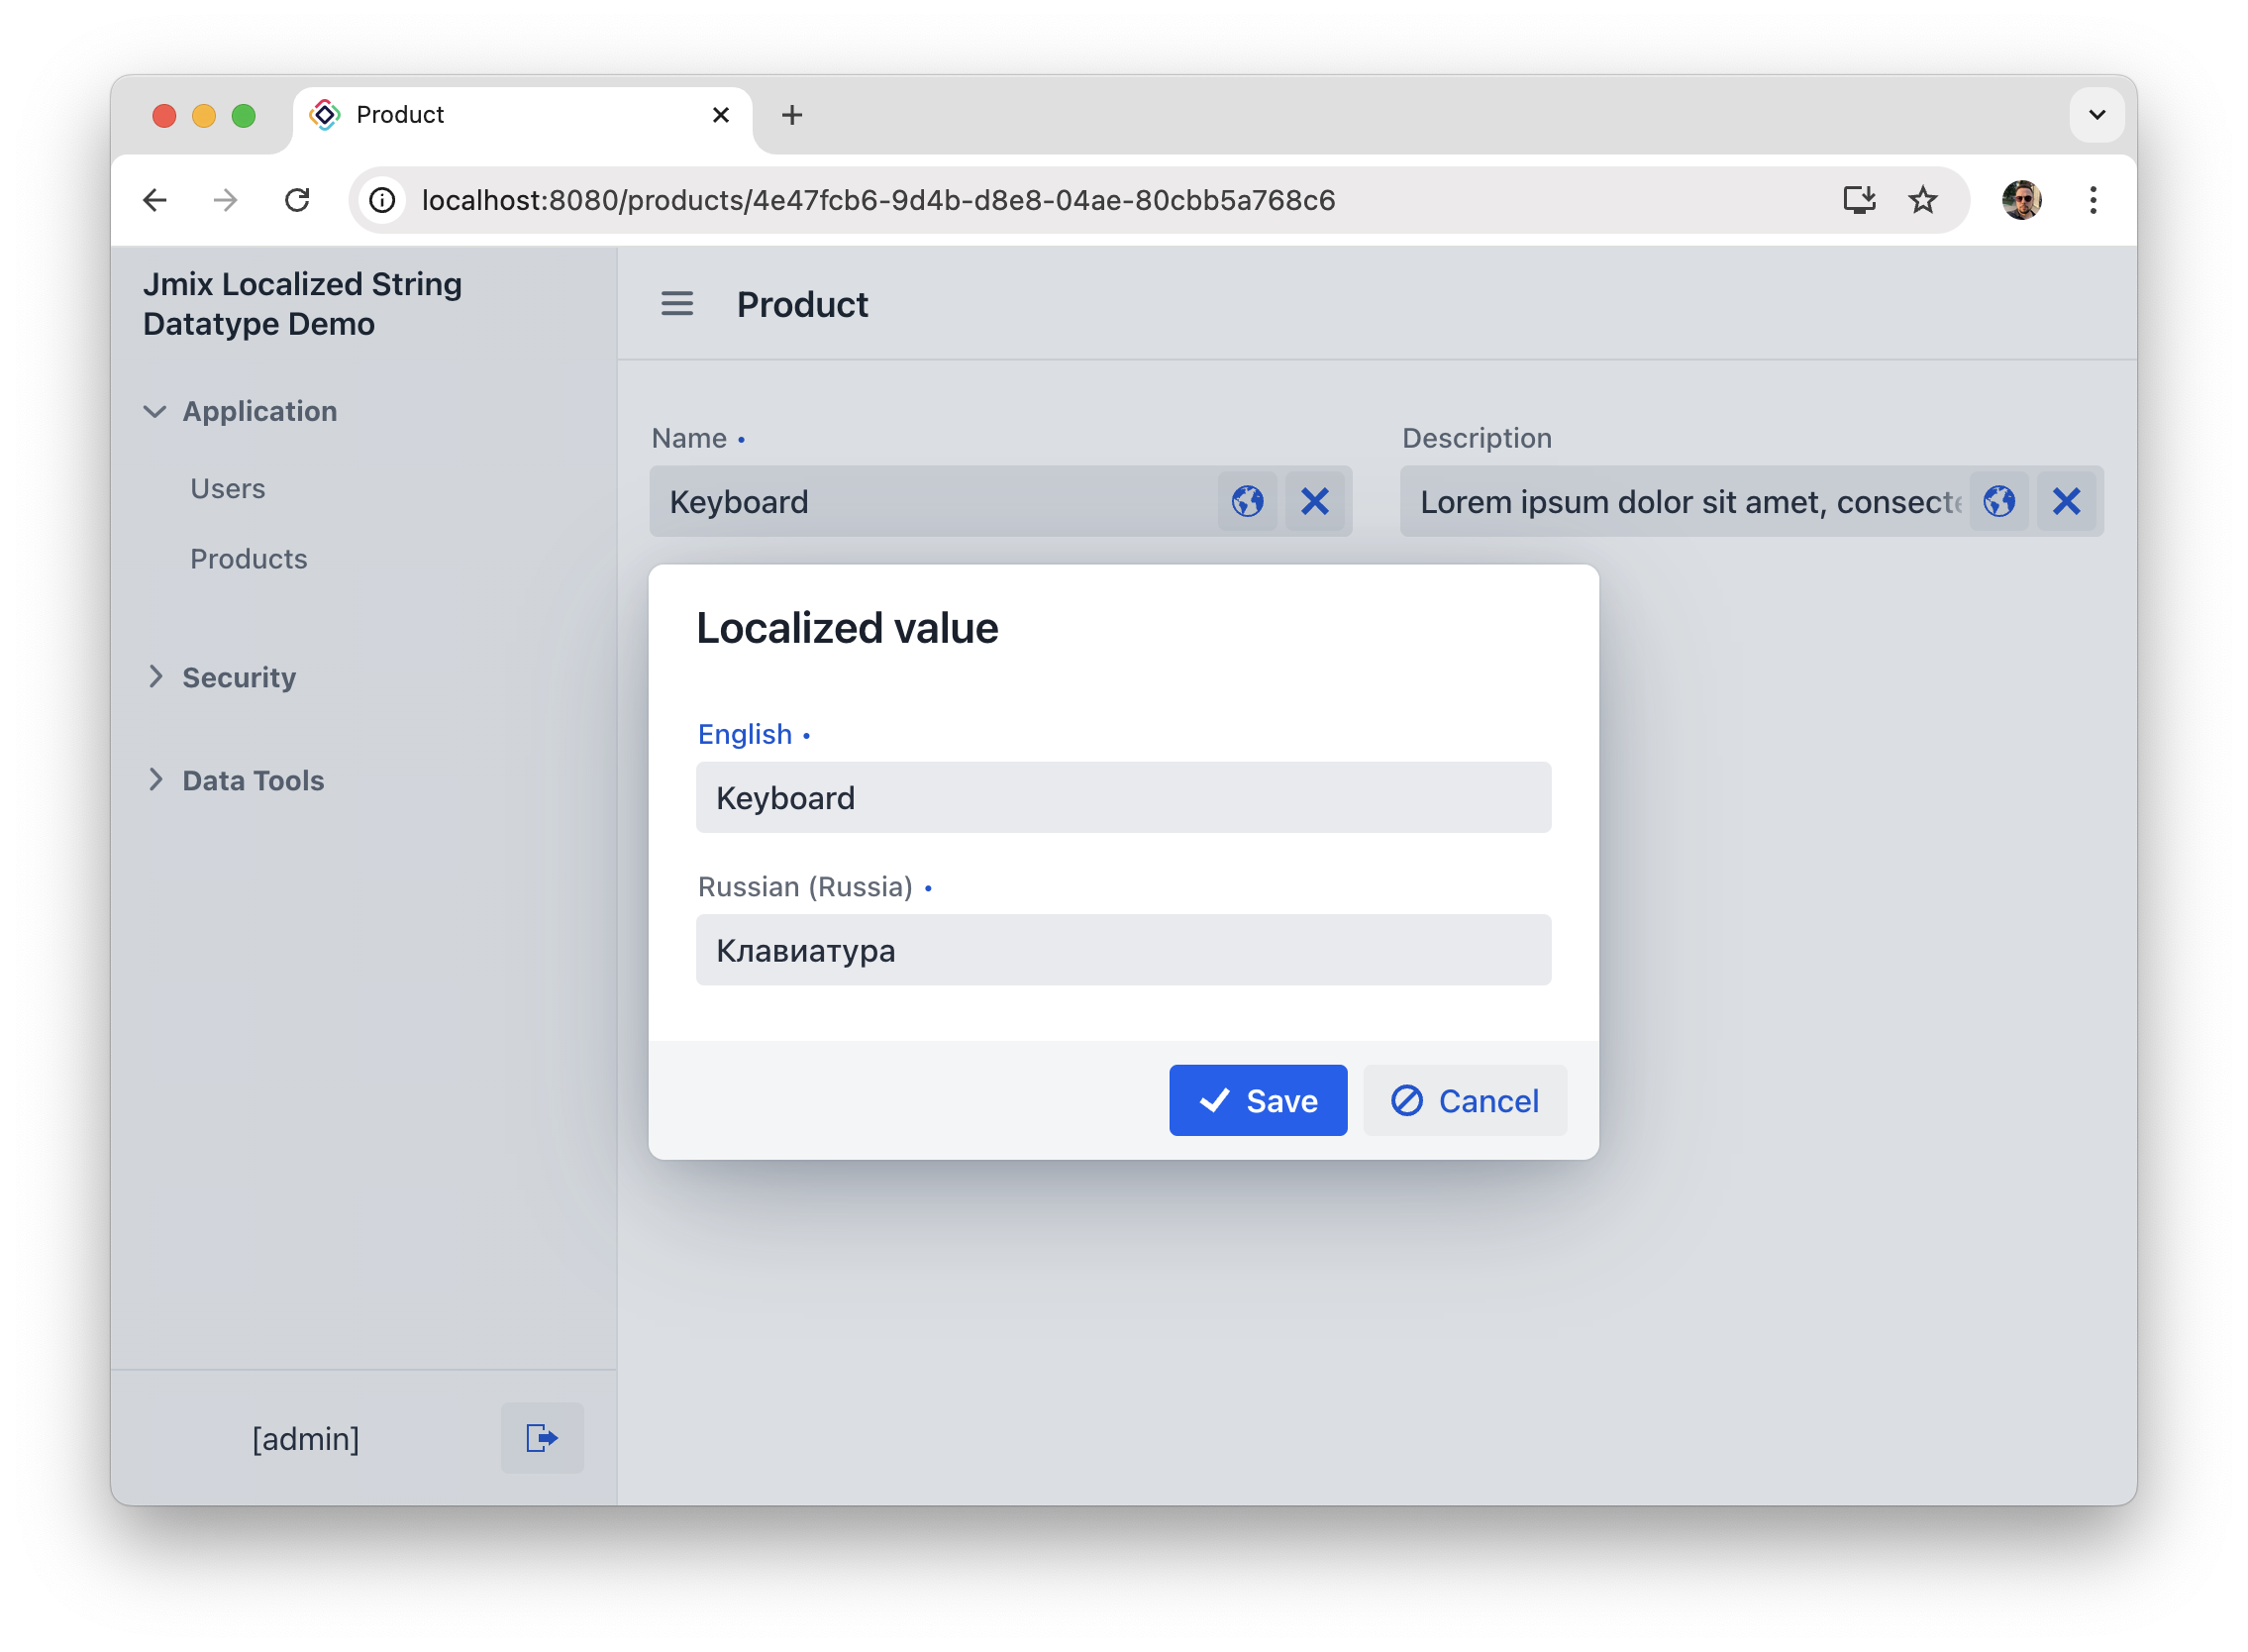 Product
localhost:8080/products/4e47fcb6-9d4b-d8e8-04ae-80cbb5a768c6
Jmix Localized String
Datatype Demo
Application
Users
Products
Security
Data Tools
[admin]
Product
Name •
Keyboard
Description
Lorem ipsum dolor sit amet, consecte
Localized value
English •
Keyboard
Russian (Russia) •
Клавиатура
Save
Cancel